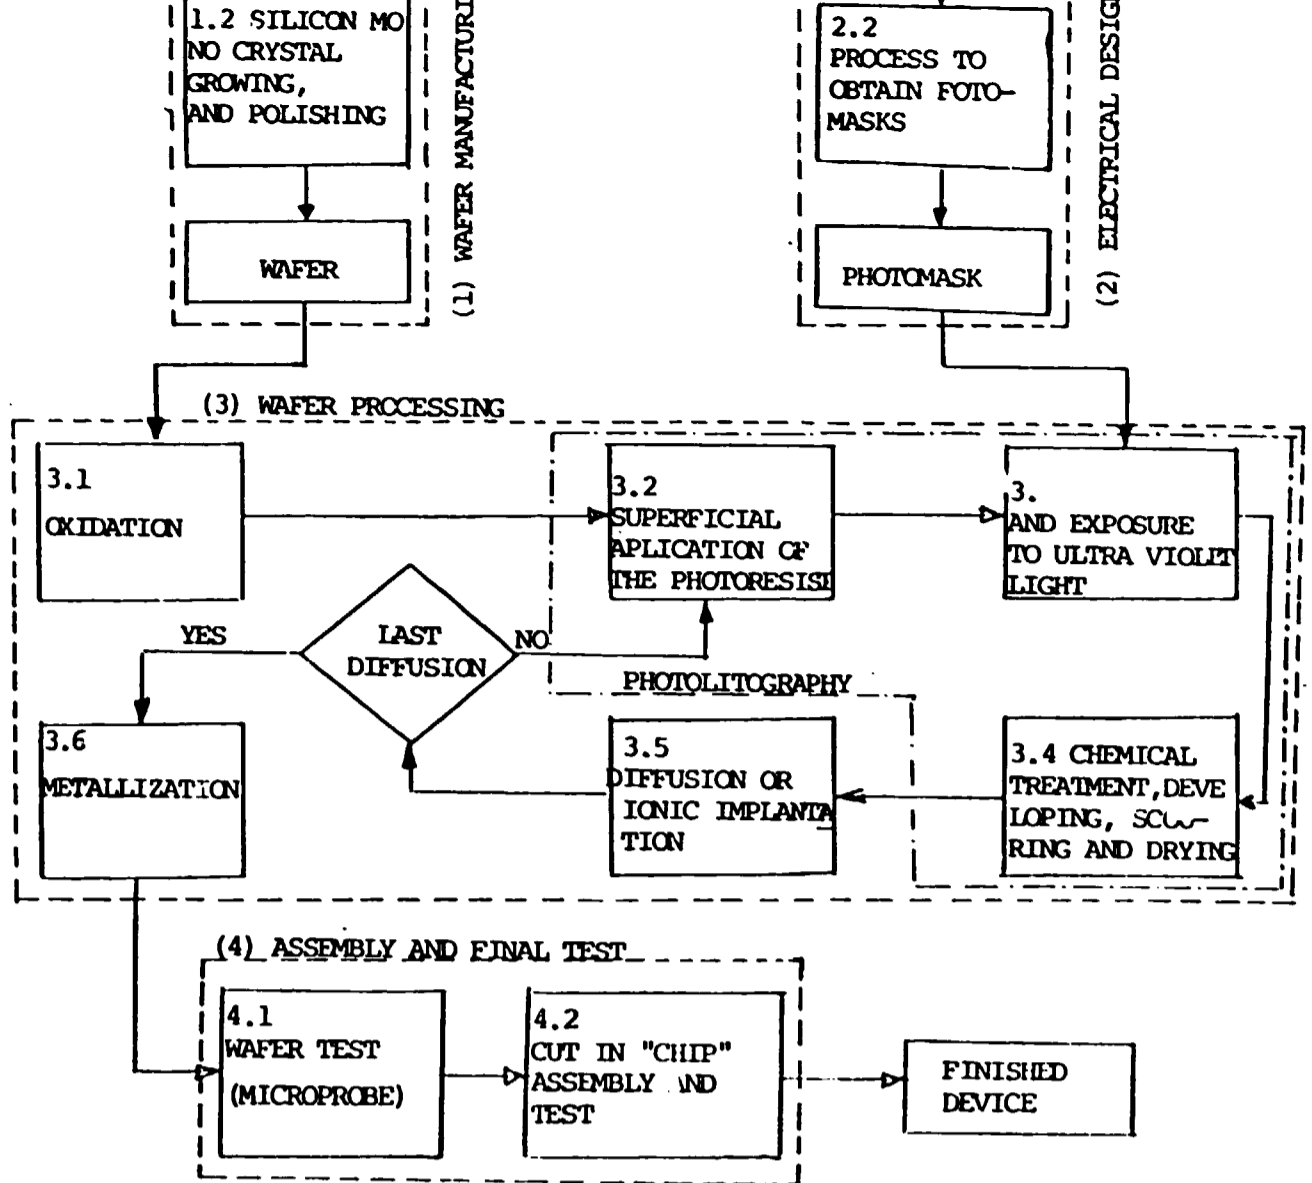 1.2 SILICON MO
NO CRYSTAL
GROWING,
AND POLISHING
WAFER
(1) WAFER MANUFACTURI
2.2
PROCESS TO
OBTAIN FOTO-
MASKS
PHOTOMASK
(2) ELECTRICAL DESIG
(3) WAFER PROCESSING
3.1
OXIDATION
3.2
SUPERFICIAL
APLICATION OF
THE PHOTORESIST
3.
AND EXPOSURE
TO ULTRA VIOLET
LIGHT
YES
LAST
DIFFUSION
NO
PHOTOLITOGRAPHY
3.6
METALLIZATION
3.5
DIFFUSION OR
IONIC IMPLANTA
TION
3.4 CHEMICAL
TREATMENT, DEVE
LOPING,
RING AND DRYING
(4) ASSEMBLY AND FINAL TEST
4.1
WAFER TEST
(MICROPROBE)
4.2
CUT IN "CHIP"
ASSEMBLY AND
TEST
FINISHED
DEVICE